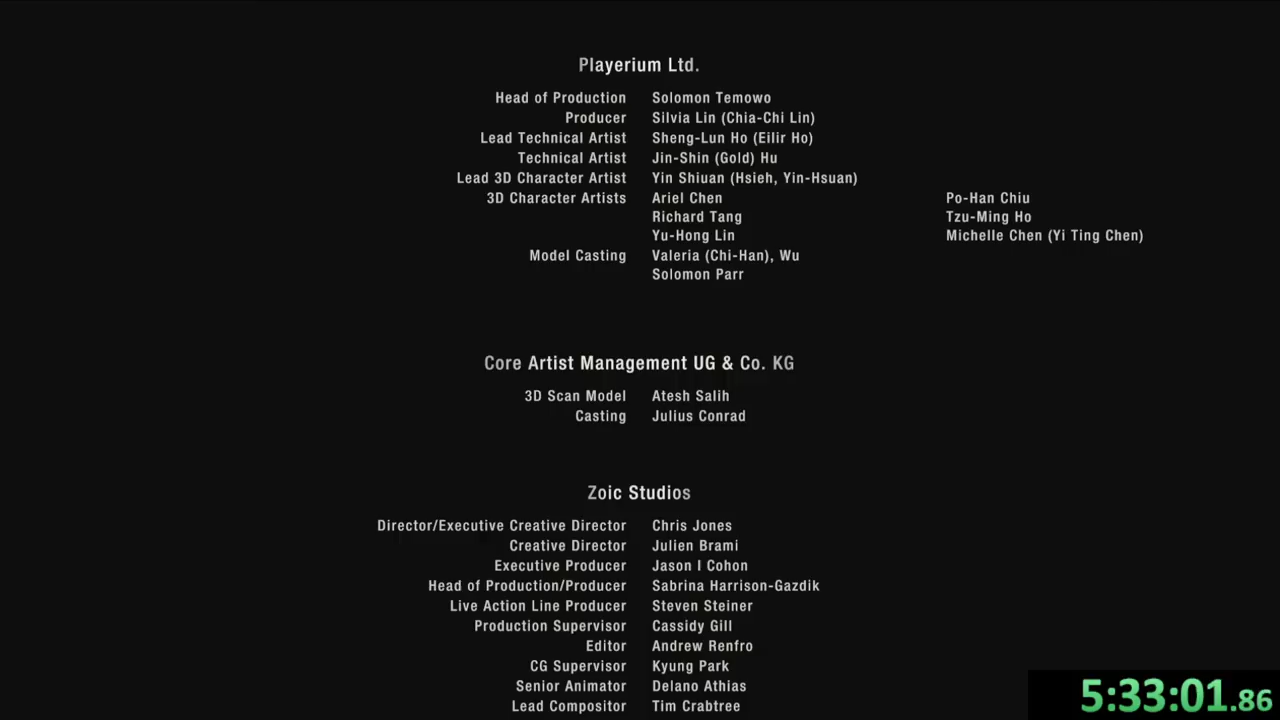 Playerium Ltd.
Head of Production Solomon Temowo
Producer Silvia Lin (Chia-Chi Lin)
Lead Technical Artist Sheng-Lun Ho (Eilir Ho)
Technical Artist Jin-Shin (Gold) Hu
Lead 3D Character Artist Yin Shiuan (Hsieh, Yin-Hsuan)
3D Character Artists Ariel Chen Po-Han Chiu
Richard Tang Tzu-Ming Ho
Yu-Hong Lin Michelle Chen (Yi Ting Chen)
Model Casting Valeria (Chi-Han), Wu
Solomon Parr
Core Artist Management UG & Co. KG
3D Scan Model Atesh Salih
Casting Julius Conrad
Zoic Studios
Director/Executive Creative Director Chris Jones
Creative Director Julien Brami
Executive Producer Jason I Cohon
Head of Production/Producer Sabrina Harrison-Gazdik
Live Action Line Producer Steven Steiner
Production Supervisor Cassidy Gill
Editor Andrew Renfro
CG Supervisor Kyung Park
Senior Animator Delano Athias
Lead Compositor Tim Crabtree
5:33:01.86